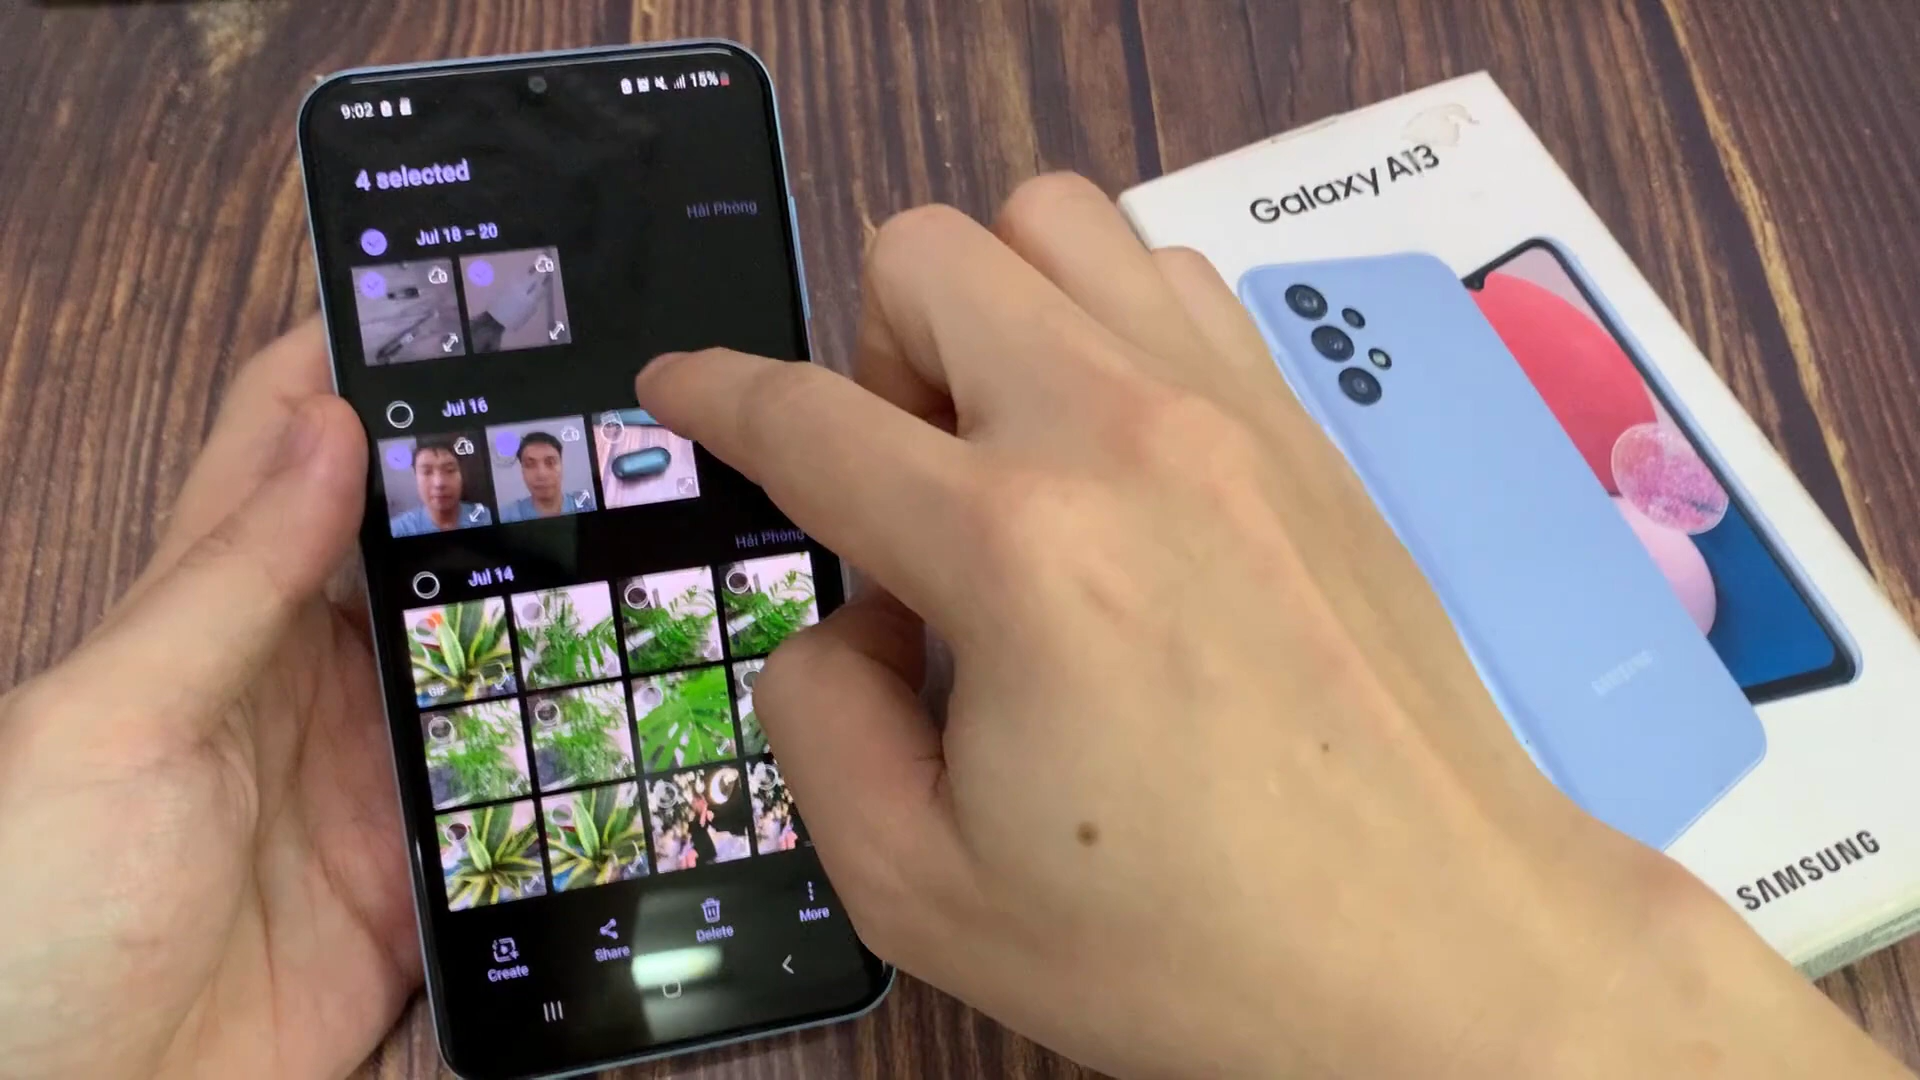 9:02
15%
4 selected
Hải Phòng
Jul 18 – 20
Jul 16
Hải Phòng
Jul 14
GIF
Create
Share
Delete
More
Galaxy A13
SAMSUNG
SAMSUNG